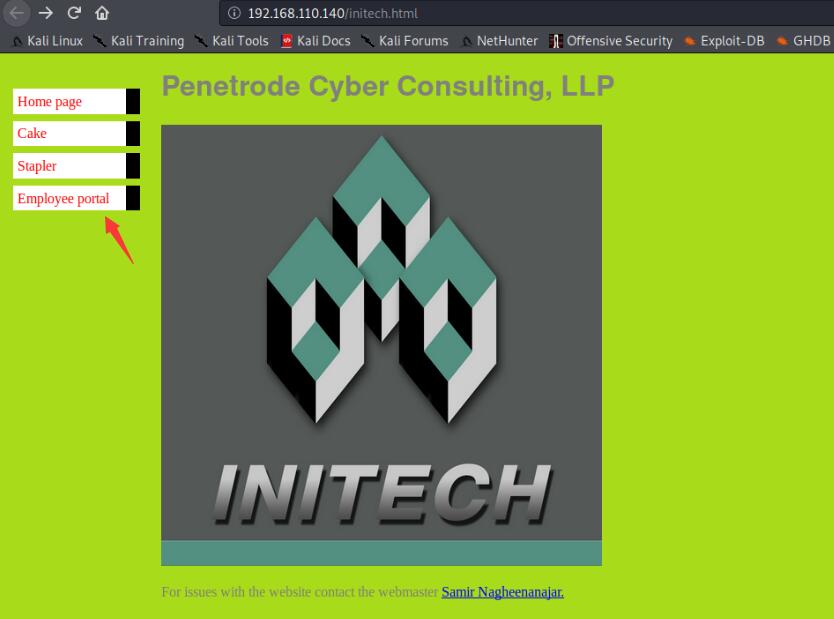 192.168.110.140/initech.html
Kali Linux Kali Training Kali Tools Kali Docs Kali Forums NetHunter Offensive Security Exploit-DB GHDB
Penetrode Cyber Consulting, LLP
Home page
Cake
Stapler
Employee portal
INITECH
For issues with the website contact the webmaster Samir Nagheenanajar.